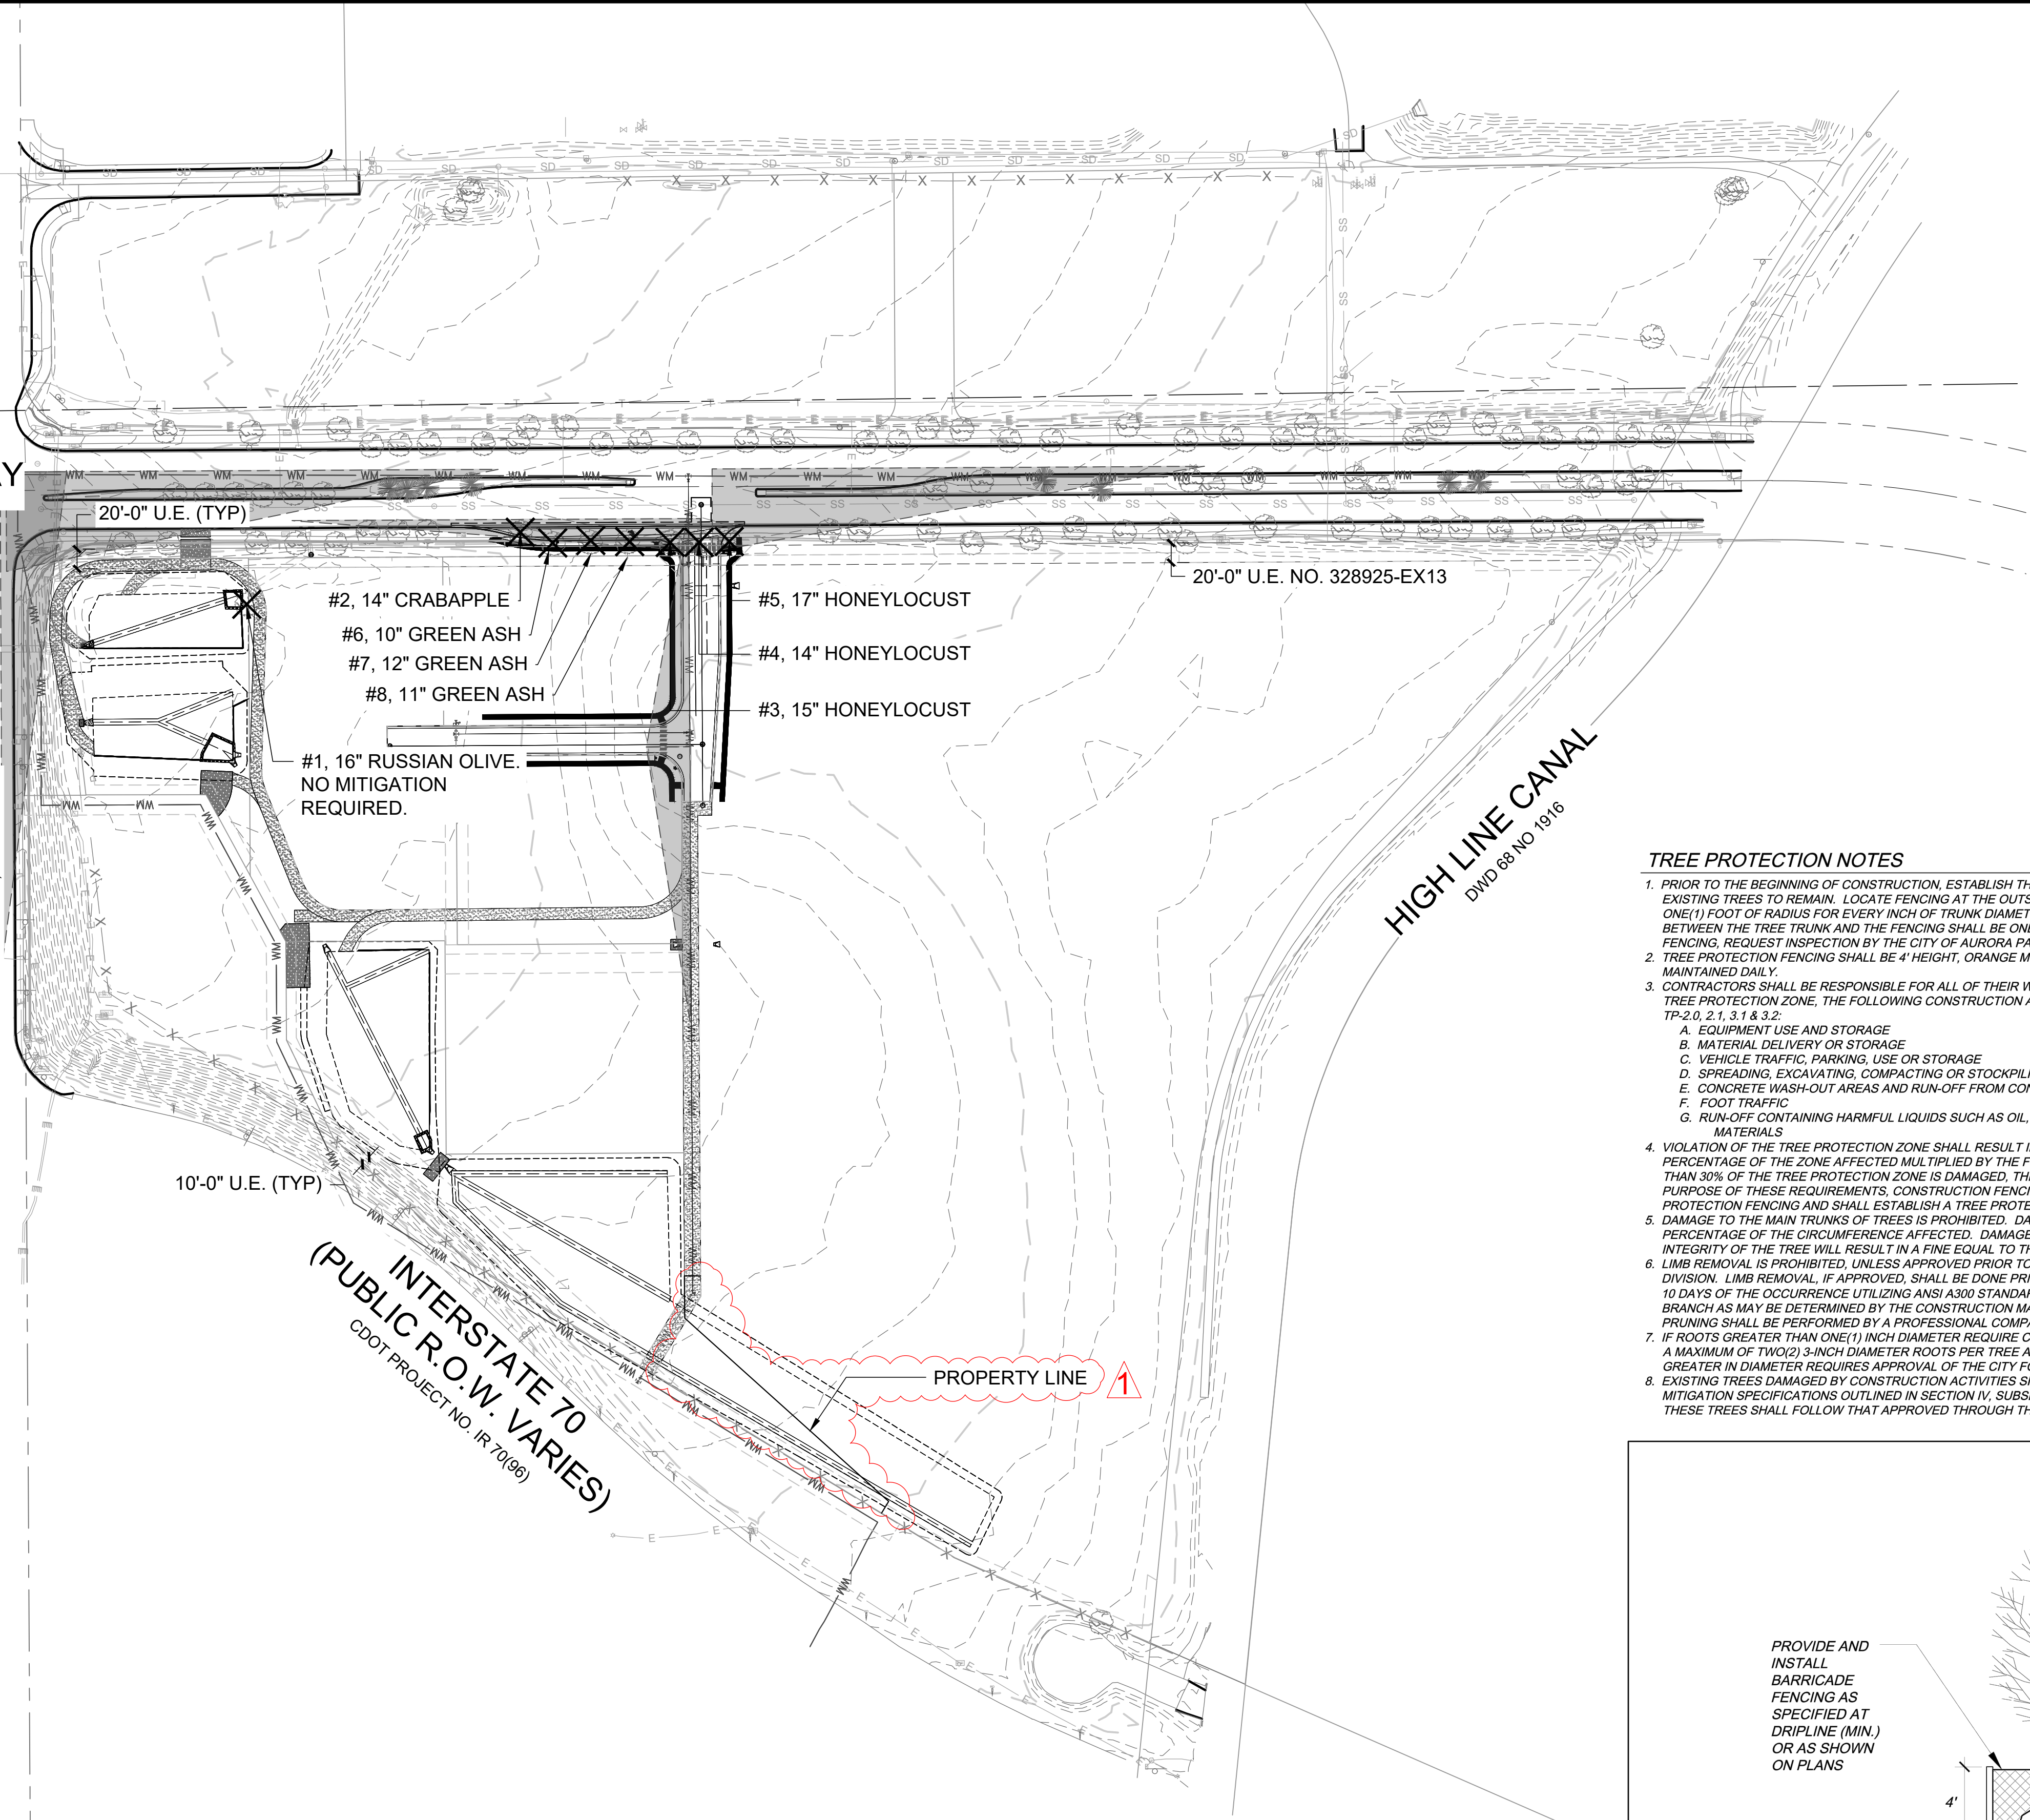 AY
20'-0" U.E. (TYP)
#2, 14" CRABAPPLE
#6, 10" GREEN ASH
#7, 12" GREEN ASH
#8, 11" GREEN ASH
#1, 16" RUSSIAN OLIVE.
NO MITIGATION
REQUIRED.
#5, 17" HONEYLOCUST
#4, 14" HONEYLOCUST
#3, 15" HONEYLOCUST
20'-0" U.E. NO. 328925-EX13
HIGH LINE CANAL
DWD 68 NO 1916
10'-0" U.E. (TYP)
INTERSTATE 70
(PUBLIC R.O.W. VARIES)
CDOT PROJECT NO. IR 70(96)
PROPERTY LINE
1
TREE PROTECTION NOTES
1. PRIOR TO THE BEGINNING OF CONSTRUCTION, ESTABLISH TH
EXISTING TREES TO REMAIN. LOCATE FENCING AT THE OUTS
ONE(1) FOOT OF RADIUS FOR EVERY INCH OF TRUNK DIAMET
BETWEEN THE TREE TRUNK AND THE FENCING SHALL BE ONE
FENCING, REQUEST INSPECTION BY THE CITY OF AURORA PA
2. TREE PROTECTION FENCING SHALL BE 4' HEIGHT, ORANGE M
MAINTAINED DAILY.
3. CONTRACTORS SHALL BE RESPONSIBLE FOR ALL OF THEIR W
TREE PROTECTION ZONE, THE FOLLOWING CONSTRUCTION A
TP-2.0, 2.1, 3.1 & 3.2:
A. EQUIPMENT USE AND STORAGE
B. MATERIAL DELIVERY OR STORAGE
C. VEHICLE TRAFFIC, PARKING, USE OR STORAGE
D. SPREADING, EXCAVATING, COMPACTING OR STOCKPILI
E. CONCRETE WASH-OUT AREAS AND RUN-OFF FROM CON
F. FOOT TRAFFIC
G. RUN-OFF CONTAINING HARMFUL LIQUIDS SUCH AS OIL,
MATERIALS
4. VIOLATION OF THE TREE PROTECTION ZONE SHALL RESULT I
PERCENTAGE OF THE ZONE AFFECTED MULTIPLIED BY THE F
THAN 30% OF THE TREE PROTECTION ZONE IS DAMAGED, TH
PURPOSE OF THESE REQUIREMENTS, CONSTRUCTION FENCI
PROTECTION FENCING AND SHALL ESTABLISH A TREE PROTE
5. DAMAGE TO THE MAIN TRUNKS OF TREES IS PROHIBITED. DA
PERCENTAGE OF THE CIRCUMFERENCE AFFECTED. DAMAGE
INTEGRITY OF THE TREE WILL RESULT IN A FINE EQUAL TO TH
6. LIMB REMOVAL IS PROHIBITED, UNLESS APPROVED PRIOR TO
DIVISION. LIMB REMOVAL, IF APPROVED, SHALL BE DONE PRI
10 DAYS OF THE OCCURRENCE UTILIZING ANSI A300 STANDAR
BRANCH AS MAY BE DETERMINED BY THE CONSTRUCTION MA
PRUNING SHALL BE PERFORMED BY A PROFESSIONAL COMPA
7. IF ROOTS GREATER THAN ONE(1) INCH DIAMETER REQUIRE C
A MAXIMUM OF TWO(2) 3-INCH DIAMETER ROOTS PER TREE A
GREATER IN DIAMETER REQUIRES APPROVAL OF THE CITY FO
8. EXISTING TREES DAMAGED BY CONSTRUCTION ACTIVITIES S
MITIGATION SPECIFICATIONS OUTLINED IN SECTION IV, SUBS
THESE TREES SHALL FOLLOW THAT APPROVED THROUGH TH
PROVIDE AND
INSTALL
BARRICADE
FENCING AS
SPECIFIED AT
DRIPLINE (MIN.)
OR AS SHOWN
ON PLANS
4'